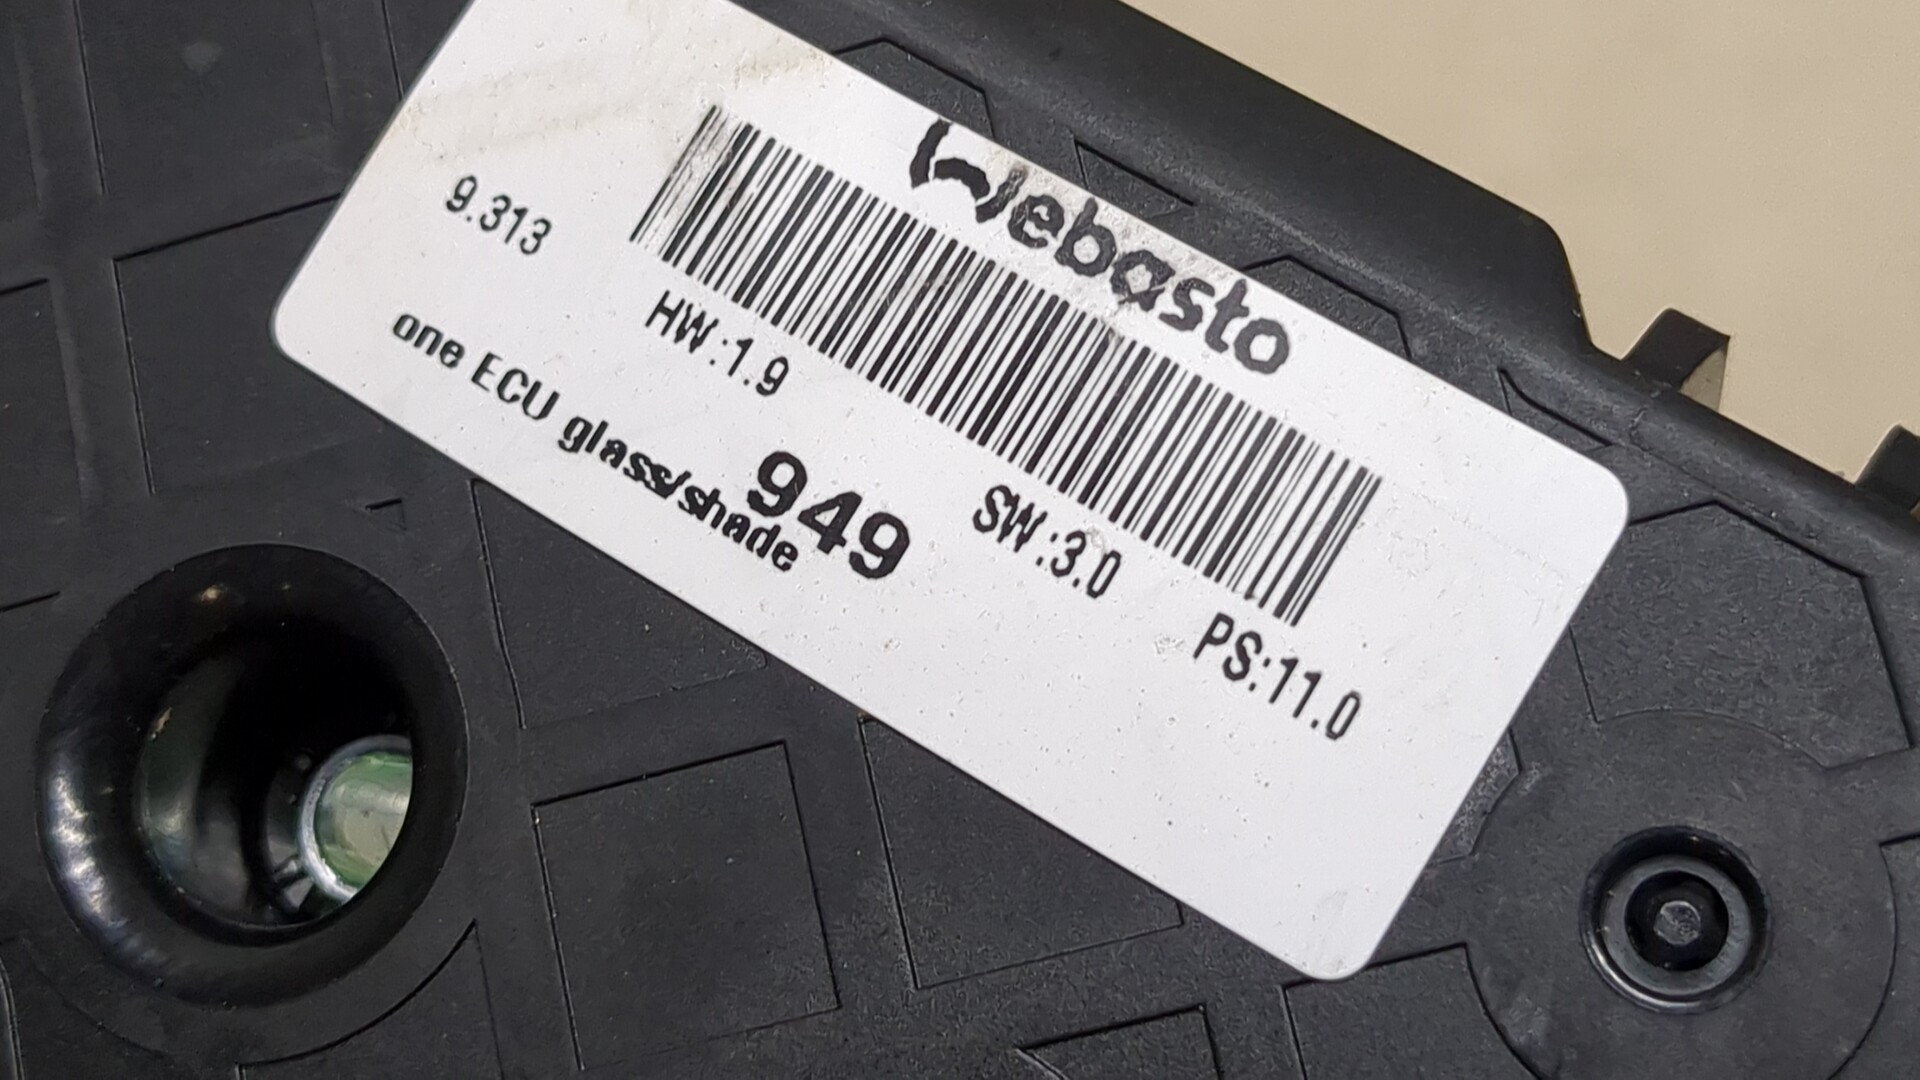 Webasto
9.313
HW:1.9
SW:3.0
PS:11.0
949
one ECU glass/shade